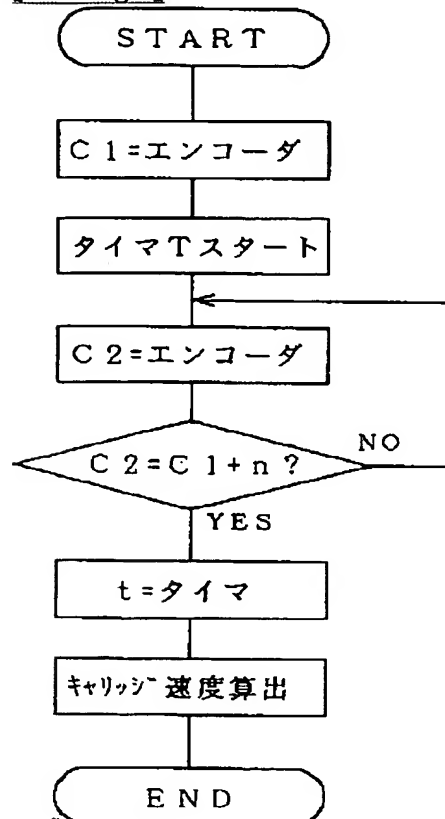 START
C1=エンコーダ
タイマTスタート
C2=エンコーダ
C2=C1+n?
NO
YES
t=タイマ
キャリッジ速度算出
END